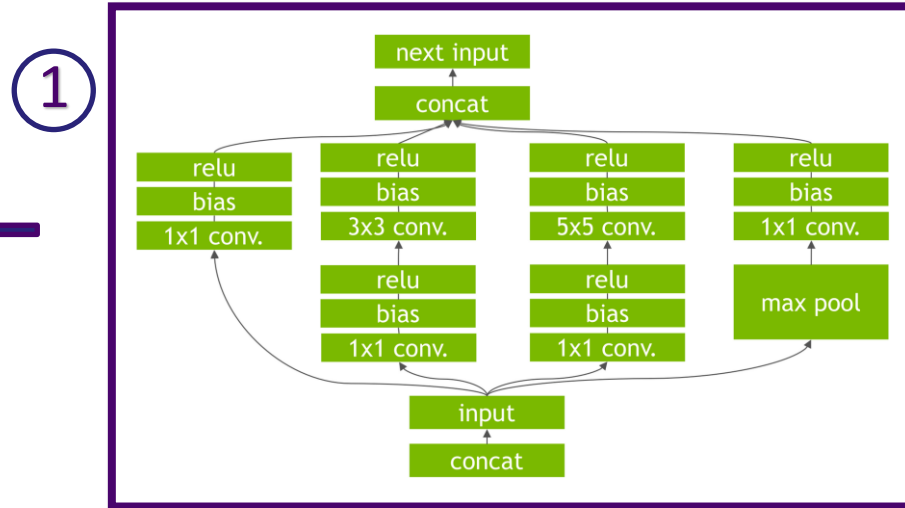 1
next input
concat
relu
bias
1x1 conv.
relu
bias
3x3 conv.
relu
bias
1x1 conv.
relu
bias
5x5 conv.
relu
bias
1x1 conv.
relu
bias
1x1 conv.
max pool
input
concat